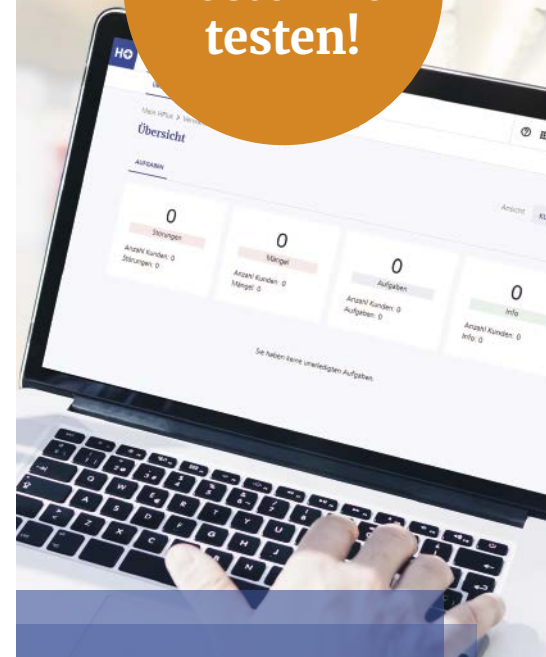 testen!
HO
Mein HPlus >
Übersicht
AUFGABEN
Ansicht
0
Störungen
Anzahl Kunden: 0
Störungen: 0
0
Mängel
Anzahl Kunden: 0
Mängel: 0
0
Aufgaben
Anzahl Kunden: 0
Aufgaben: 0
0
Info
Anzahl Kunden: 0
Info: 0
Sie haben keine unerledigten Aufgaben.